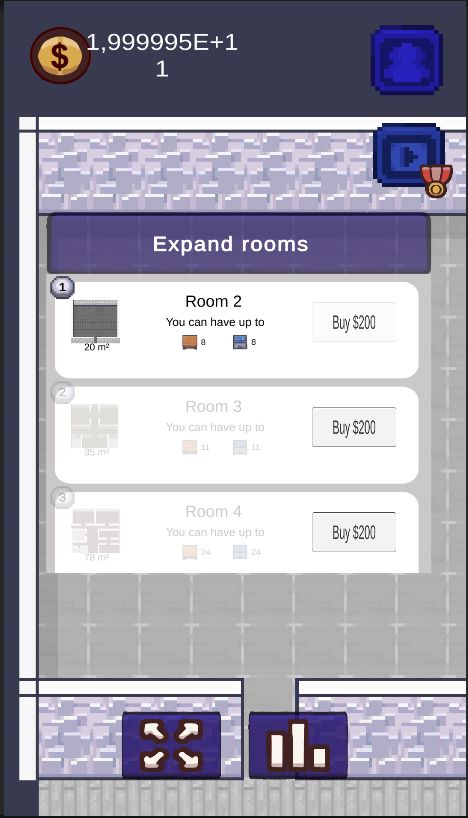 $
1,999995E+1
1
Expand rooms
1
Room 2
You can have up to
8
8
20 m²
Buy $200
2
Room 3
You can have up to
11
11
35 m²
Buy $200
3
Room 4
You can have up to
24
24
78 m²
Buy $200